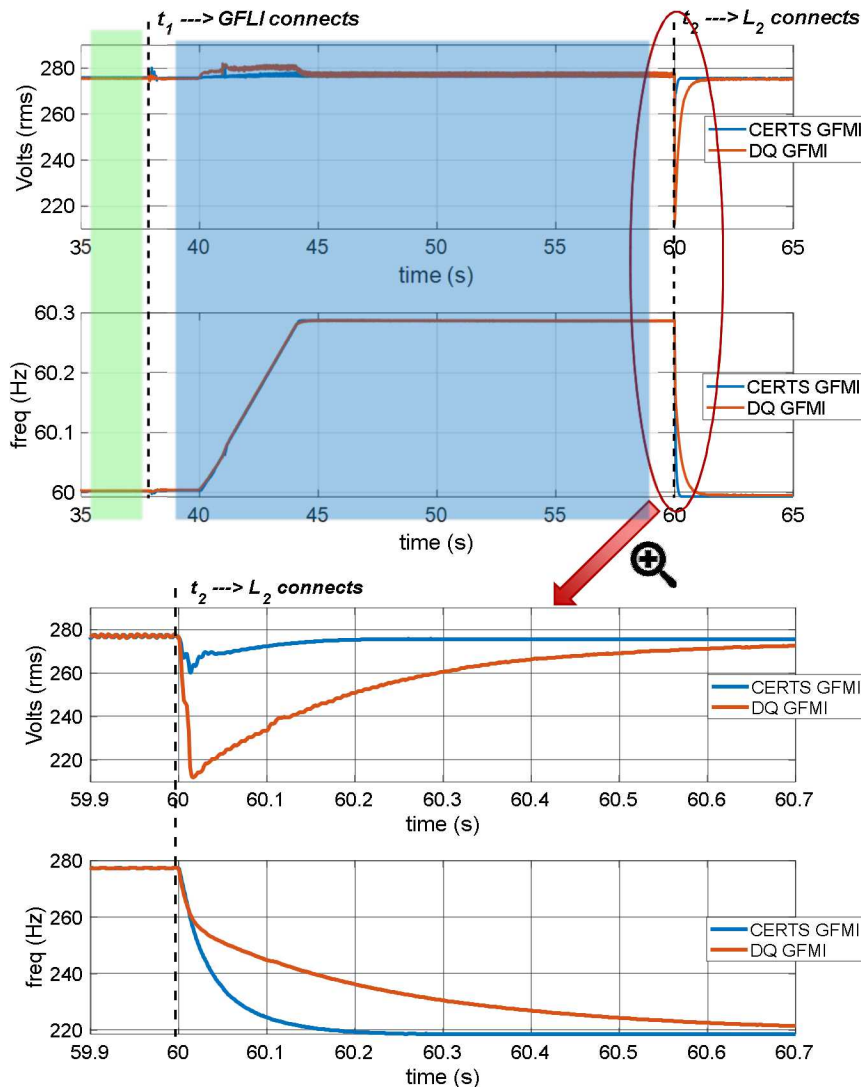 t1 ---> GFLI connects
t2 ---> L2 connects
280
270
260
240
220
Volts (rms)
CERTS GFMI
DQ GFMI
35 40 45 50 55 60 65
time (s)
60.3
60.2
60.1
60
freq (Hz)
CERTS GFMI
DQ GFMI
35 40 45 50 55 60 65
time (s)
t2 ---> L2 connects
280
260
240
220
Volts (rms)
CERTS GFMI
DQ GFMI
59.9 60 60.1 60.2 60.3 60.4 60.5 60.6 60.7
time (s)
280
260
240
220
freq (Hz)
CERTS GFMI
DQ GFMI
59.9 60 60.1 60.2 60.3 60.4 60.5 60.6 60.7
time (s)